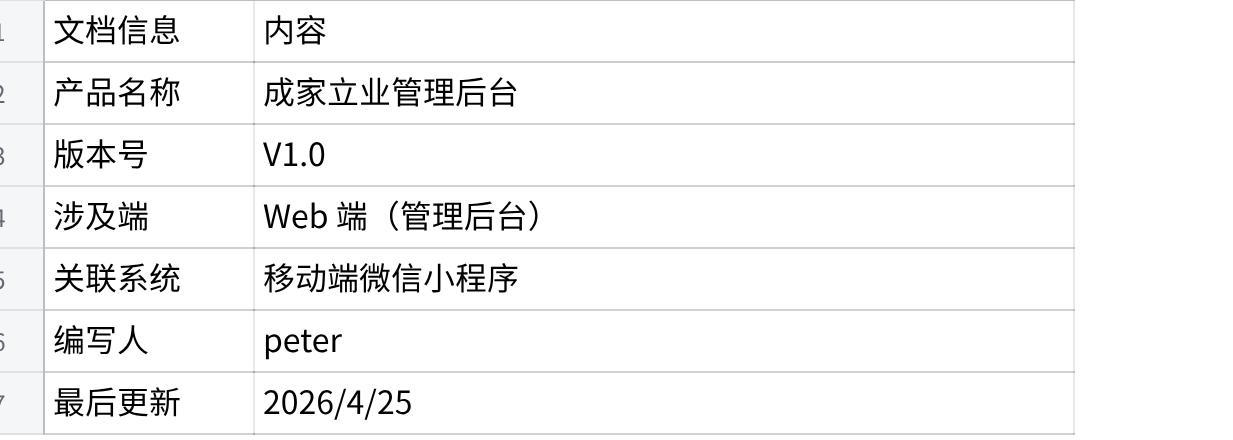 1 文档信息 内容
2 产品名称 成家立业管理后台
3 版本号 V1.0
4 涉及端 Web 端（管理后台）
5 关联系统 移动端微信小程序
6 编写人 peter
7 最后更新 2026/4/25